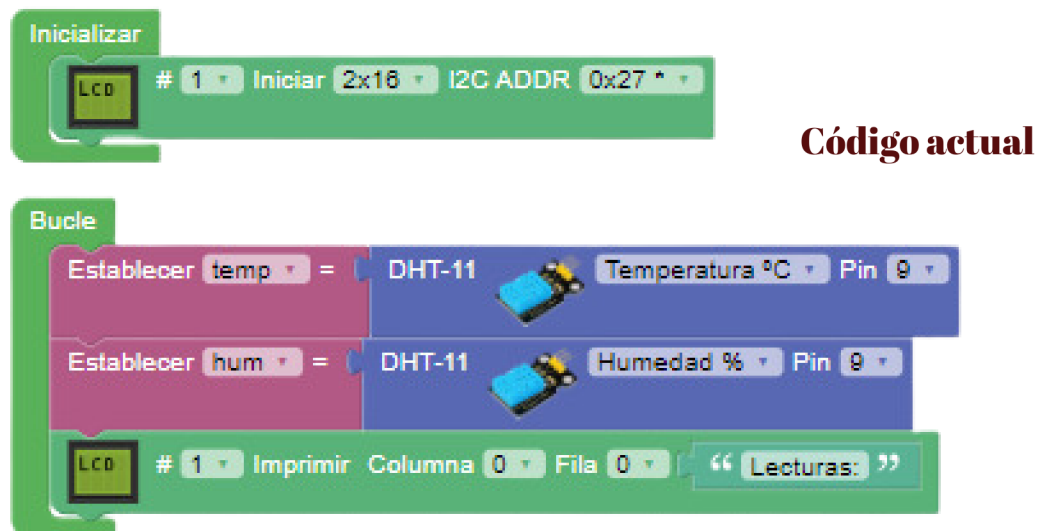 Inicializar
LCD # 1 Iniciar 2x16 I2C ADDR 0x27 *
Código actual
Bucle
Establecer temp = DHT-11 Temperatura ºC Pin 9
Establecer hum = DHT-11 Humedad % Pin 9
LCD # 1 Imprimir Columna 0 Fila 0 “ Lecturas: ”